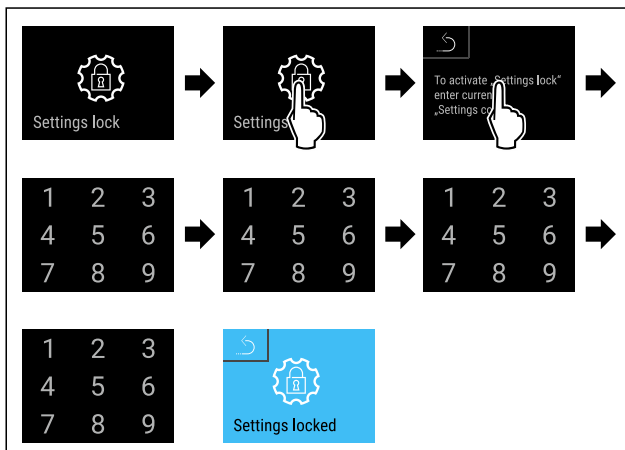 Settings lock
Settings
To activate „Settings lock“
enter curren
„Settings co
1 2 3
4 5 6
7 8 9
1 2 3
4 5 6
7 8 9
1 2 3
4 5 6
7 8 9
1 2 3
4 5 6
7 8 9
Settings locked